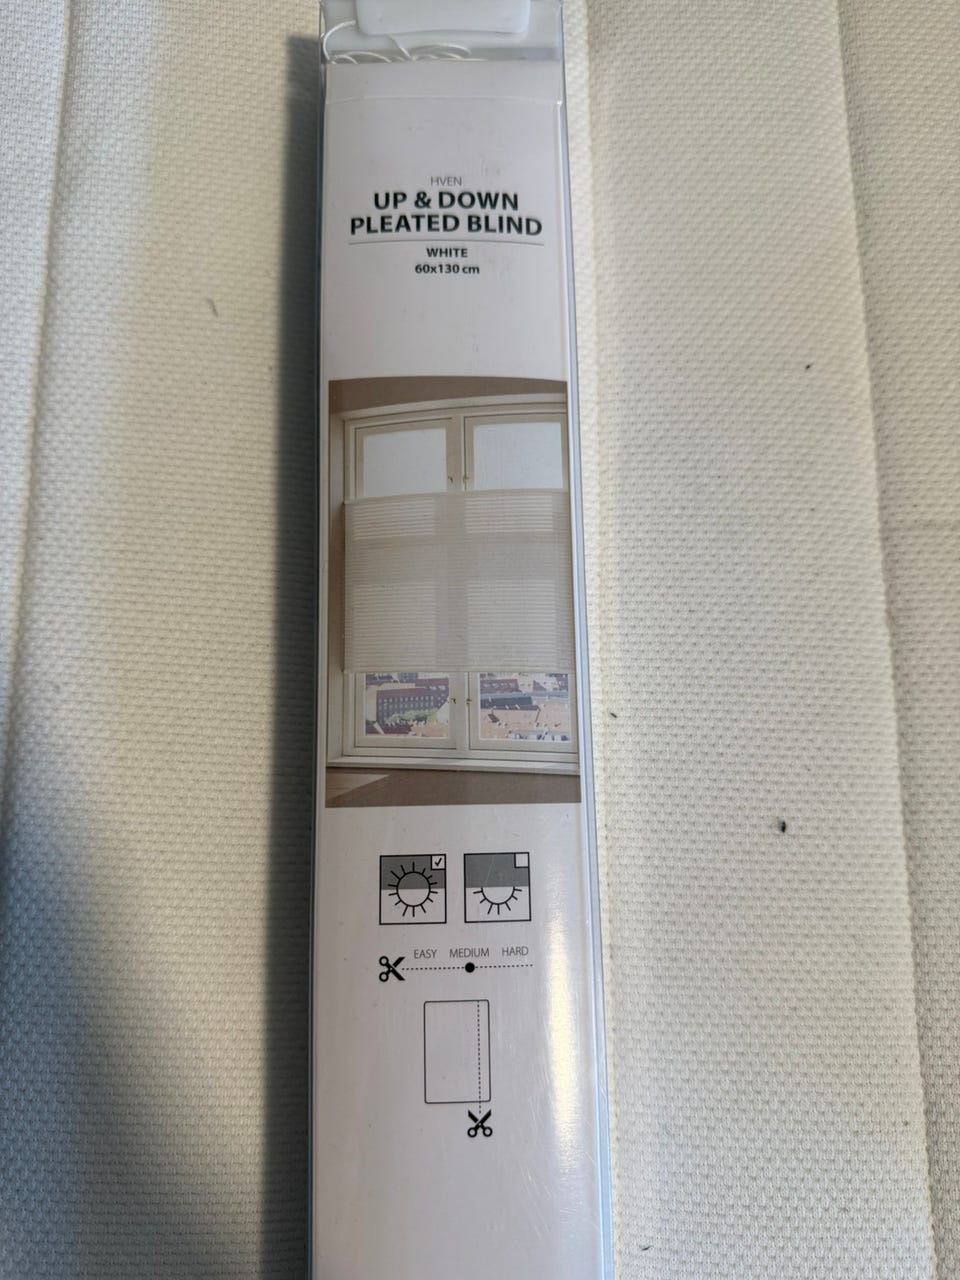 HVEN
UP & DOWN
PLEATED BLIND
WHITE
60x130 cm
EASY MEDIUM HARD